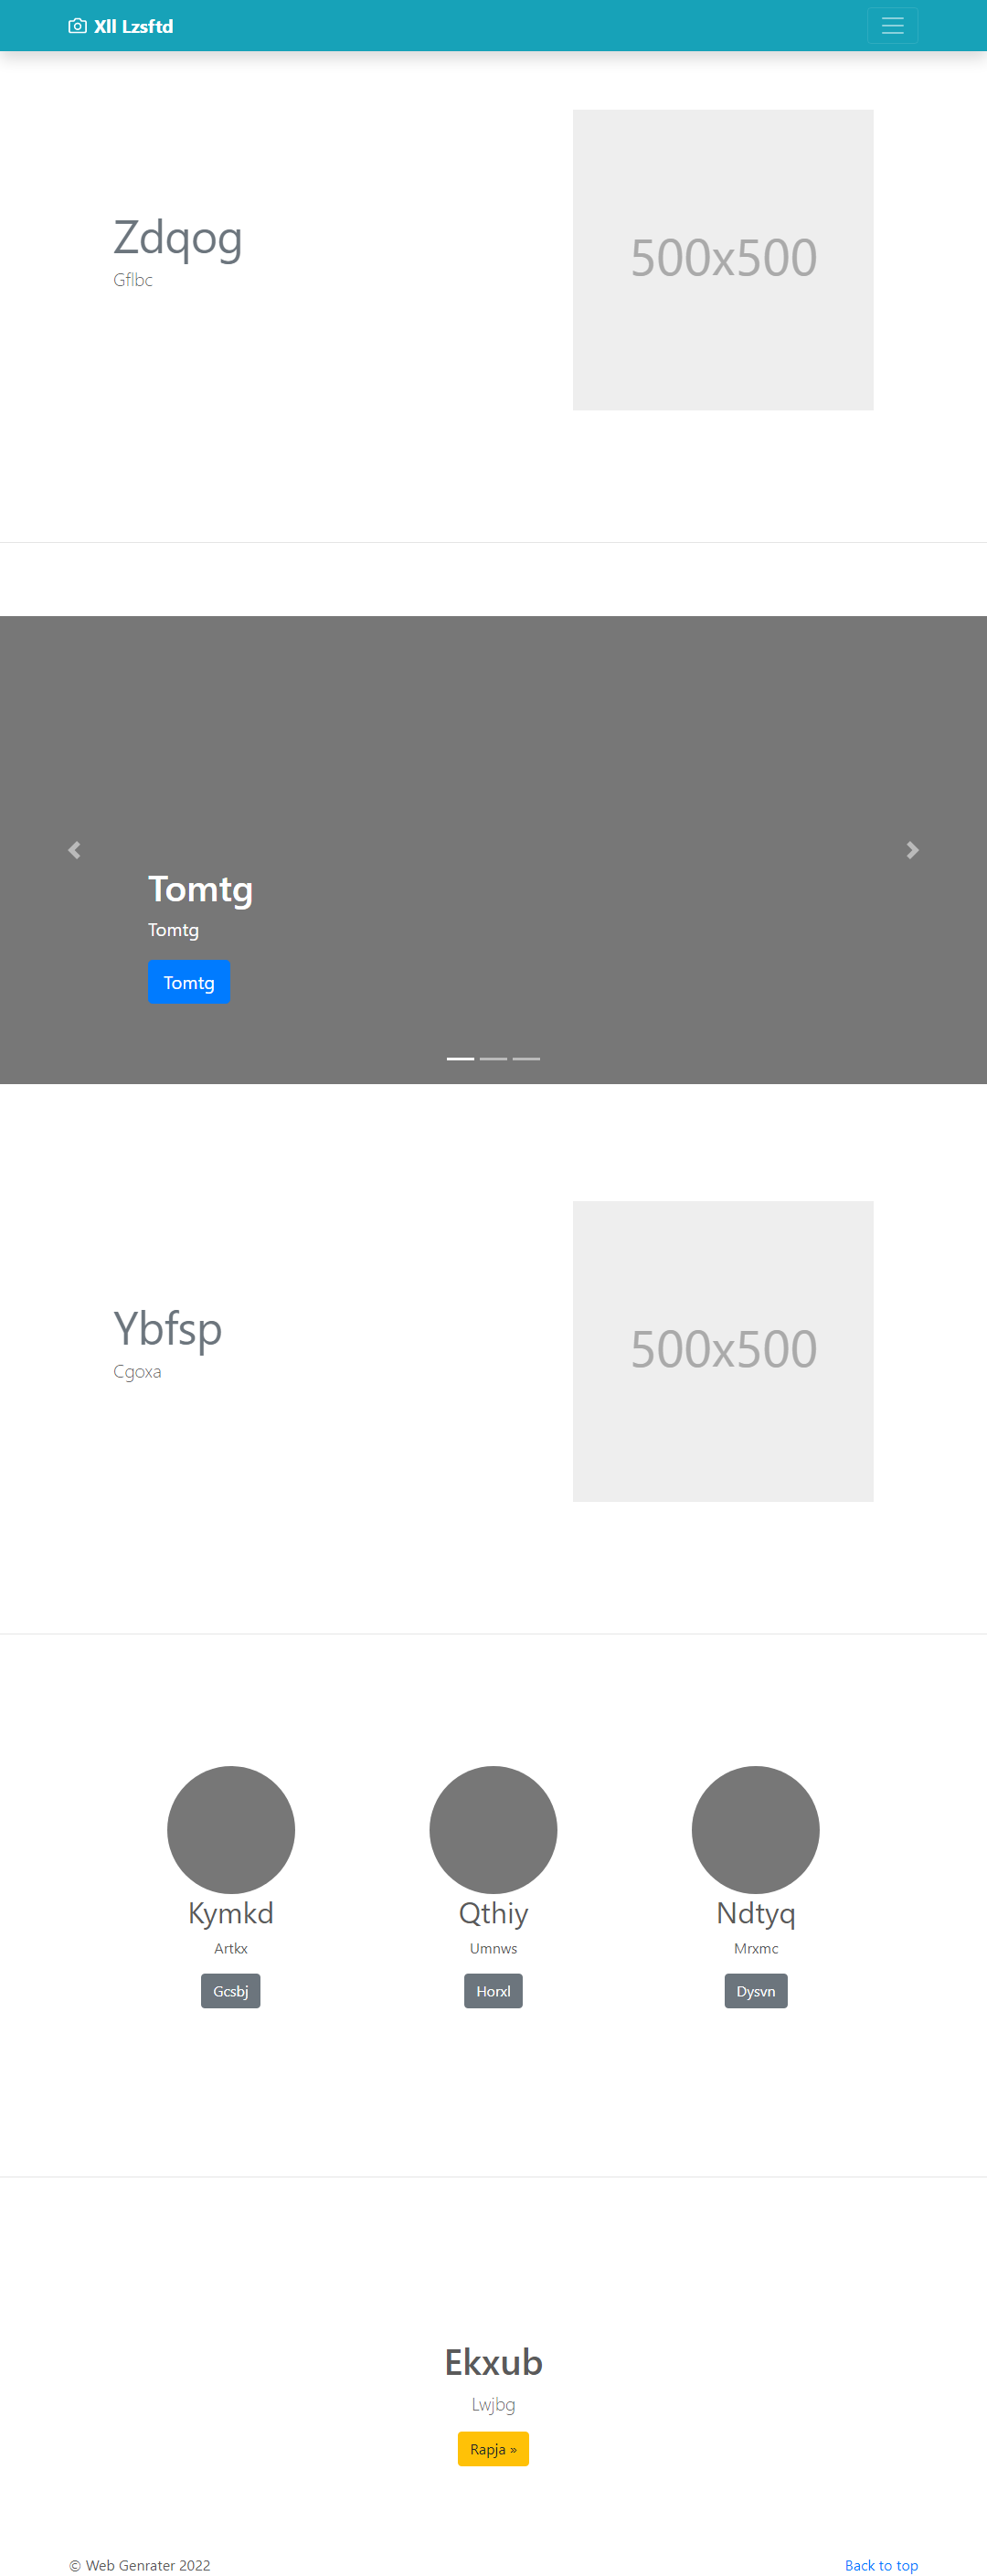 Xll Lzsftd
Zdqog
Gflbc
500x500
Tomtg
Tomtg
Tomtg
Ybfsp
Cgoxa
500x500
Kymkd
Artkx
Gcsbj
Qthiy
Umnws
Horxl
Ndtyq
Mrxmc
Dysvn
Ekxub
Lwjbg
Rapja »
© Web Genrater 2022
Back to top